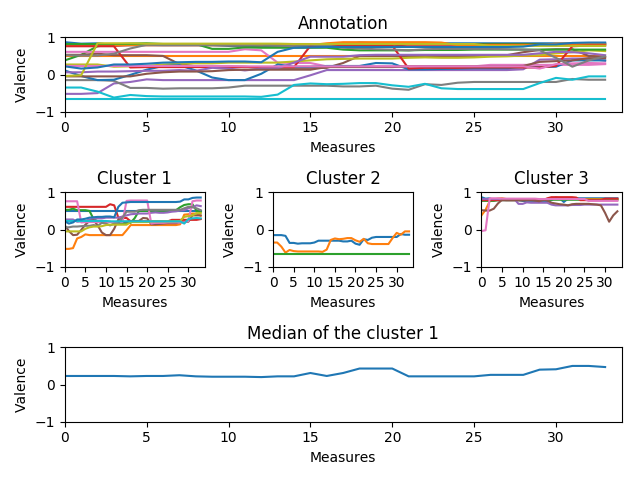 Annotation
Valence
1
0
−1
0 5 10 15 20 25 30
Measures
Cluster 1 Cluster 2 Cluster 3
Valence Valence Valence
1 1 1
0 0 0
−1 −1 −1
0 5 10 15 20 25 30 0 5 10 15 20 25 30 0 5 10 15 20 25 30
Measures Measures Measures
Median of the cluster 1
Valence
1
0
−1
0 5 10 15 20 25 30
Measures